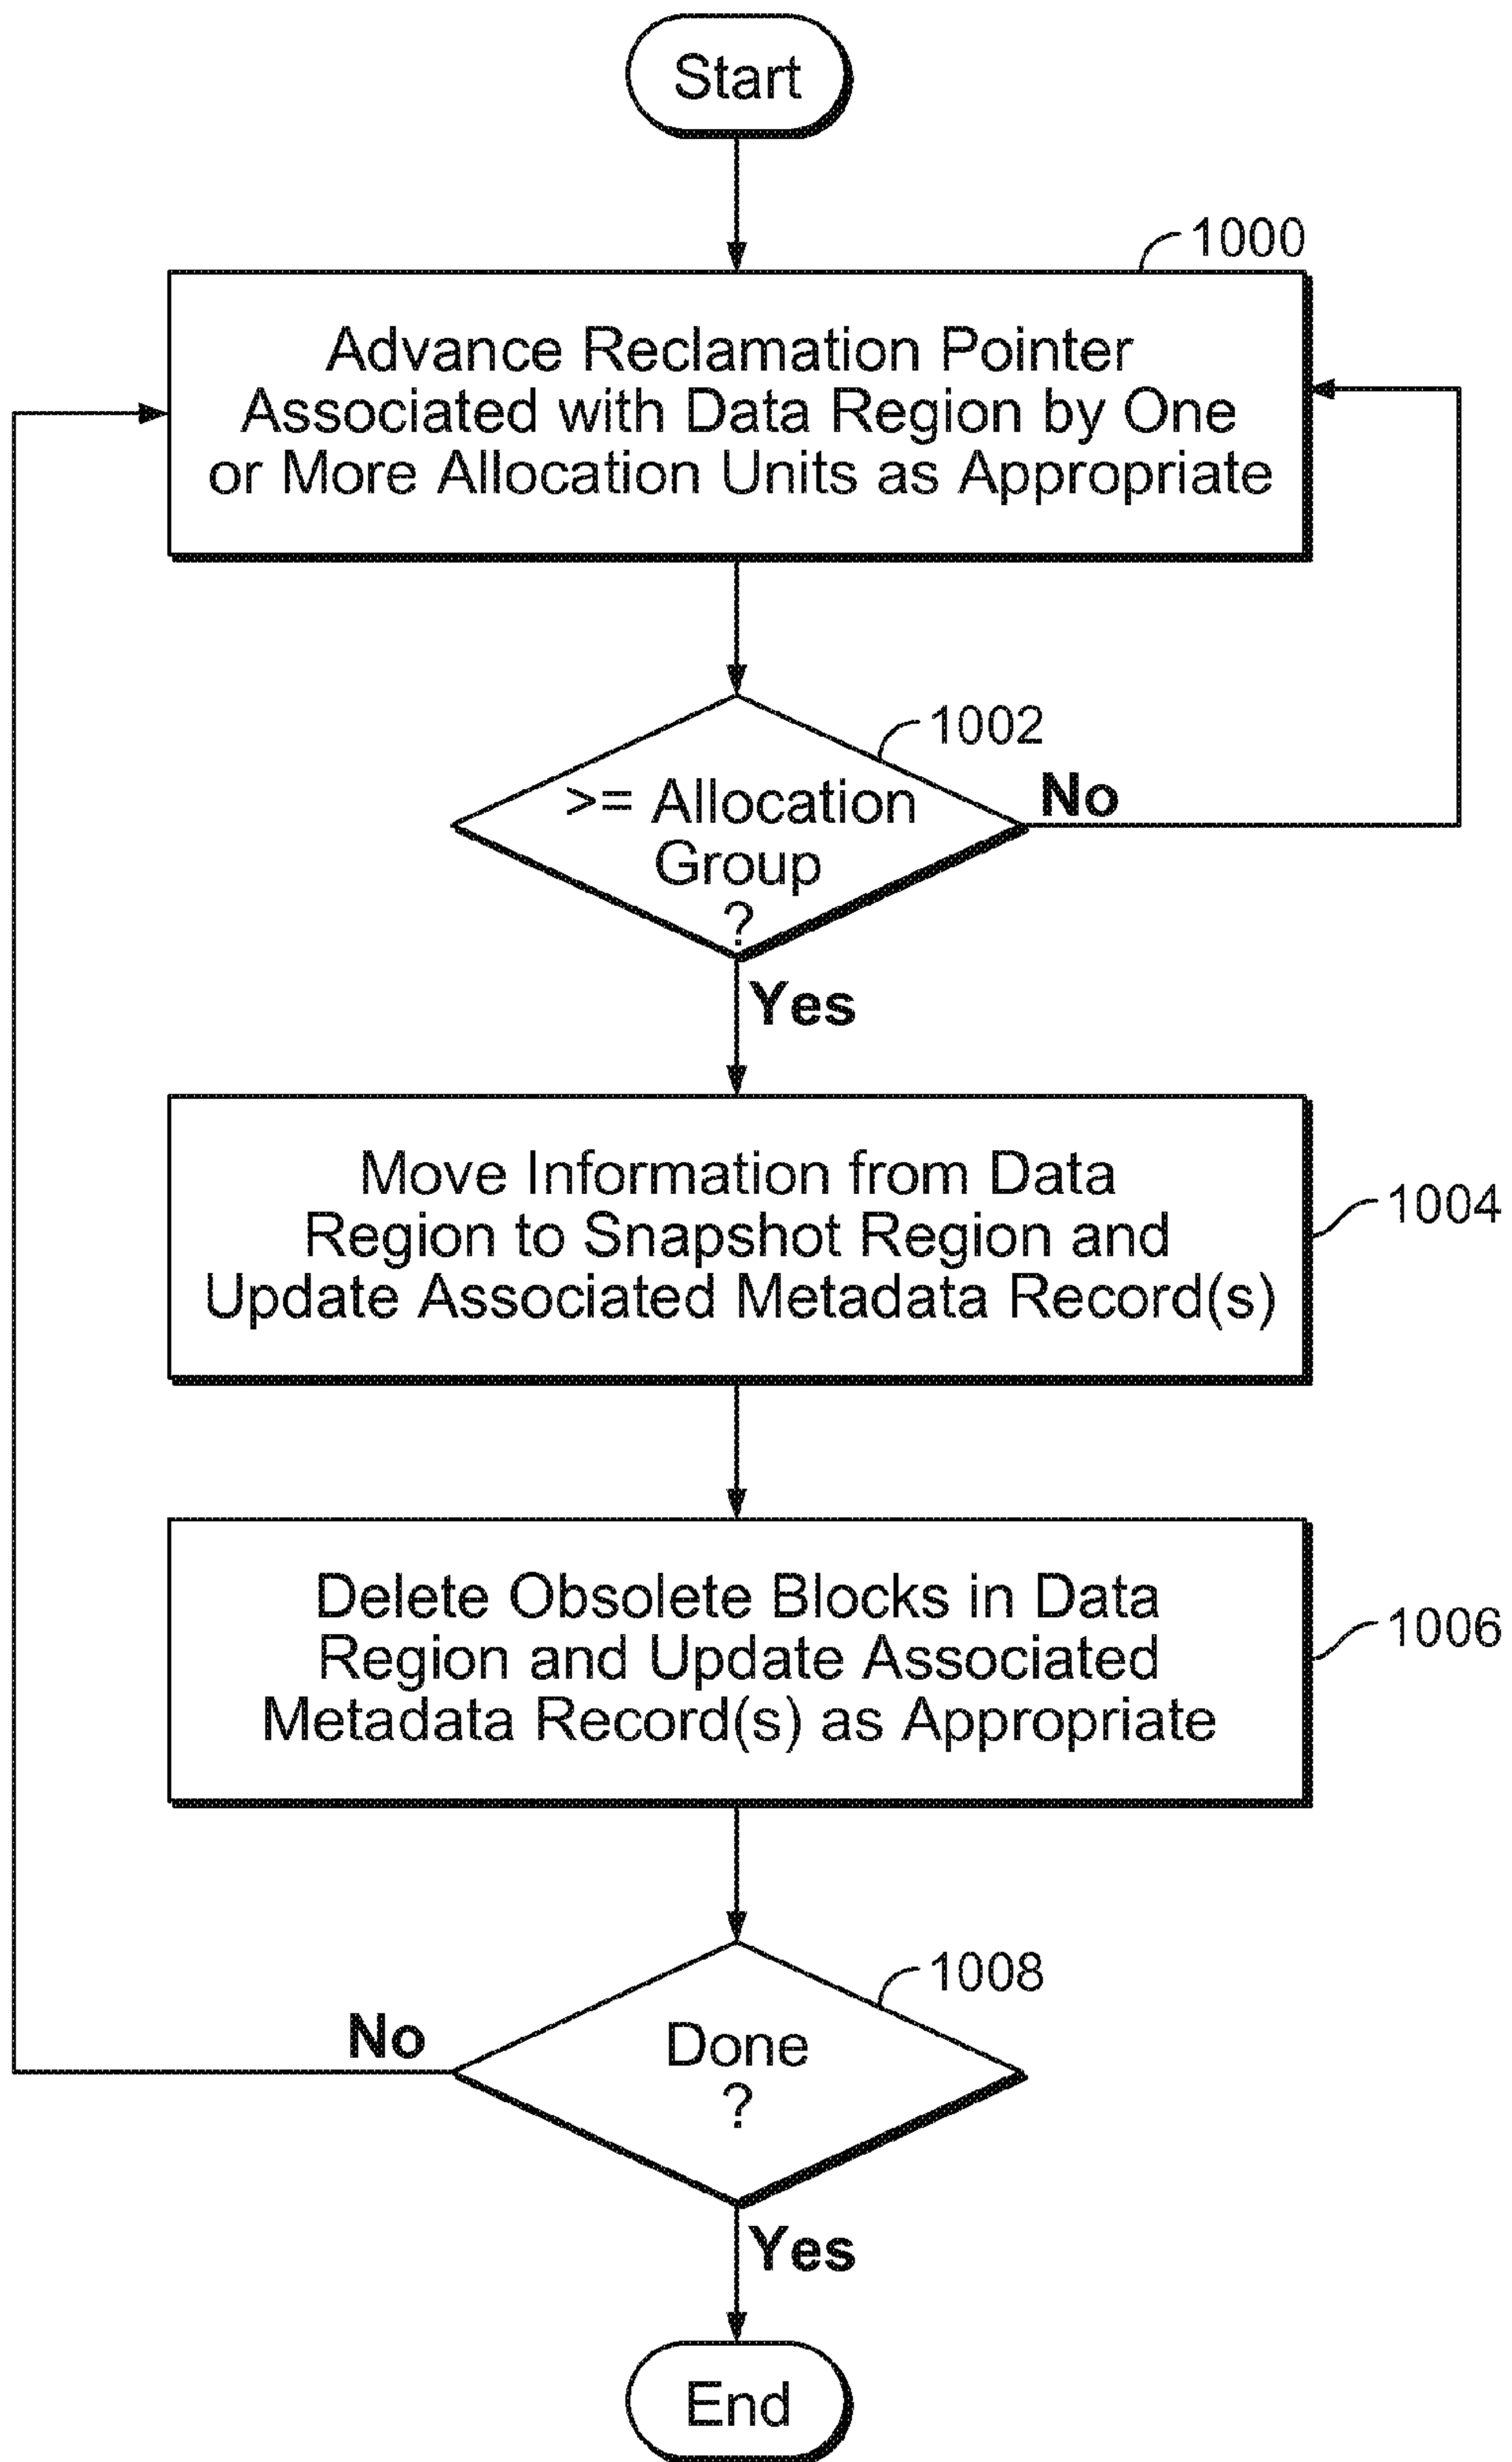 Start
1000
Advance Reclamation Pointer
Associated with Data Region by One
or More Allocation Units as Appropriate
1002
>= Allocation
Group
?
No
Yes
Move Information from Data
Region to Snapshot Region and
Update Associated Metadata Record(s)
1004
Delete Obsolete Blocks in Data
Region and Update Associated
Metadata Record(s) as Appropriate
1006
1008
Done
?
No
Yes
End